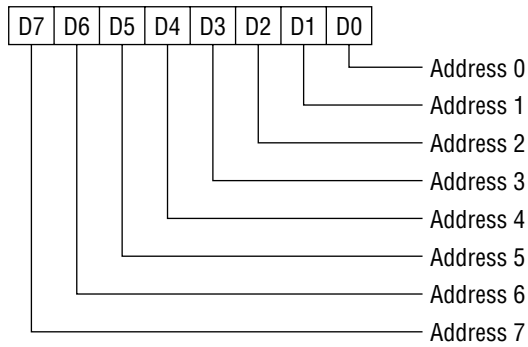 D7 D6 D5 D4 D3 D2 D1 D0
Address 0
Address 1
Address 2
Address 3
Address 4
Address 5
Address 6
Address 7